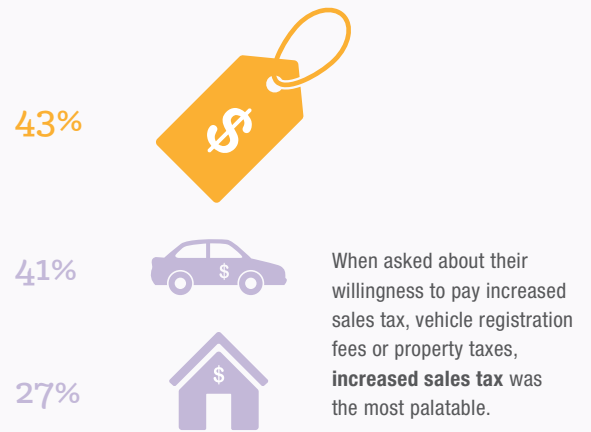 $
43%
$
41%
$
27%
When asked about their
willingness to pay increased
sales tax, vehicle registration
fees or property taxes,
increased sales tax was
the most palatable.